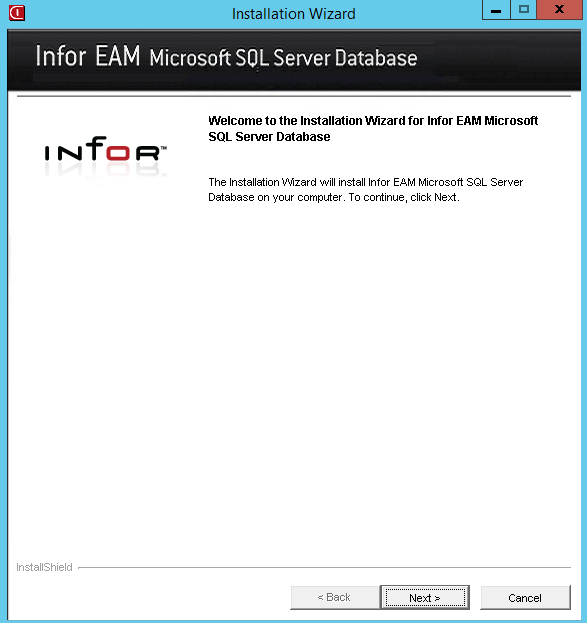 Installation Wizard
Infor EAM Microsoft SQL Server Database
Welcome to the Installation Wizard for Infor EAM Microsoft
SQL Server Database
INFOR™
The Installation Wizard will install Infor EAM Microsoft SQL Server
Database on your computer. To continue, click Next.
InstallShield
< Back
Next >
Cancel